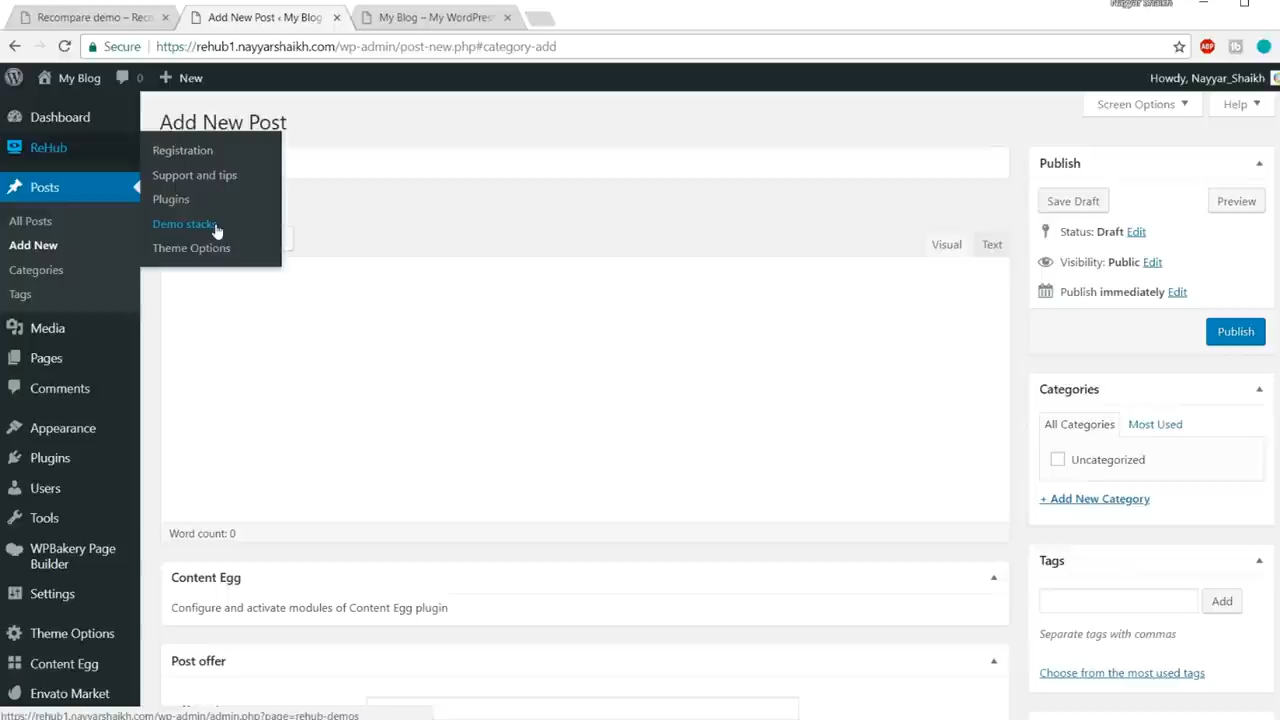 Recompare demo – Reco
Add New Post ‹ My Blog
My Blog – My WordPress
Nayyar Shaikh
Secure
https://rehub1.nayyarshaikh.com/wp-admin/post-new.php#category-add
ABP
My Blog
0
New
Howdy, Nayyar_Shaikh
Screen Options
Help
Dashboard
ReHub
Posts
All Posts
Add New
Categories
Tags
Media
Pages
Comments
Appearance
Plugins
Users
Tools
WPBakery Page
Builder
Settings
Theme Options
Content Egg
Envato Market
Registration
Support and tips
Plugins
Demo stacks
Theme Options
Add New Post
Visual
Text
Word count: 0
Content Egg
Configure and activate modules of Content Egg plugin
Post offer
Publish
Save Draft
Preview
Status: Draft Edit
Visibility: Public Edit
Publish immediately Edit
Publish
Categories
All Categories
Most Used
Uncategorized
+ Add New Category
Tags
Add
Separate tags with commas
Choose from the most used tags
https://rehub1.nayyarshaikh.com/wp-admin/admin.php?page=rehub-demos